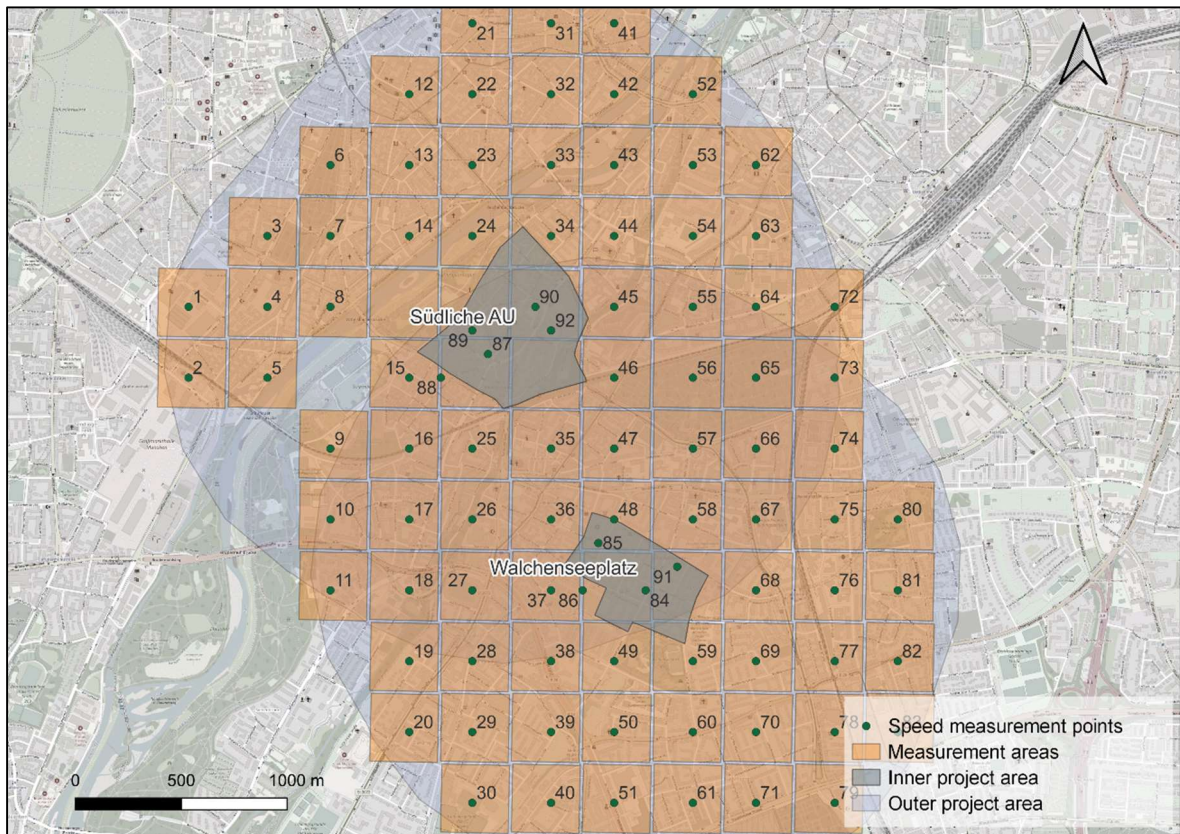 21 31 41
12 22 32 42 52
6 13 23 33 43 53 62
3 7 14 24 34 44 54 63
1 4 8 90 45 55 64 72
Südliche AU
89 87 92
2 5 15 88 46 56 65 73
9 16 25 35 47 57 66 74
10 17 26 36 48 58 67 75 80
85
Walchenseeplatz
11 18 27 37 86 91 84 68 76 81
19 28 38 49 59 69 77 82
20 29 39 50 60 70 78 83
30 40 51 61 71 79
0 500 1000 m
Speed measurement points
Measurement areas
Inner project area
Outer project area